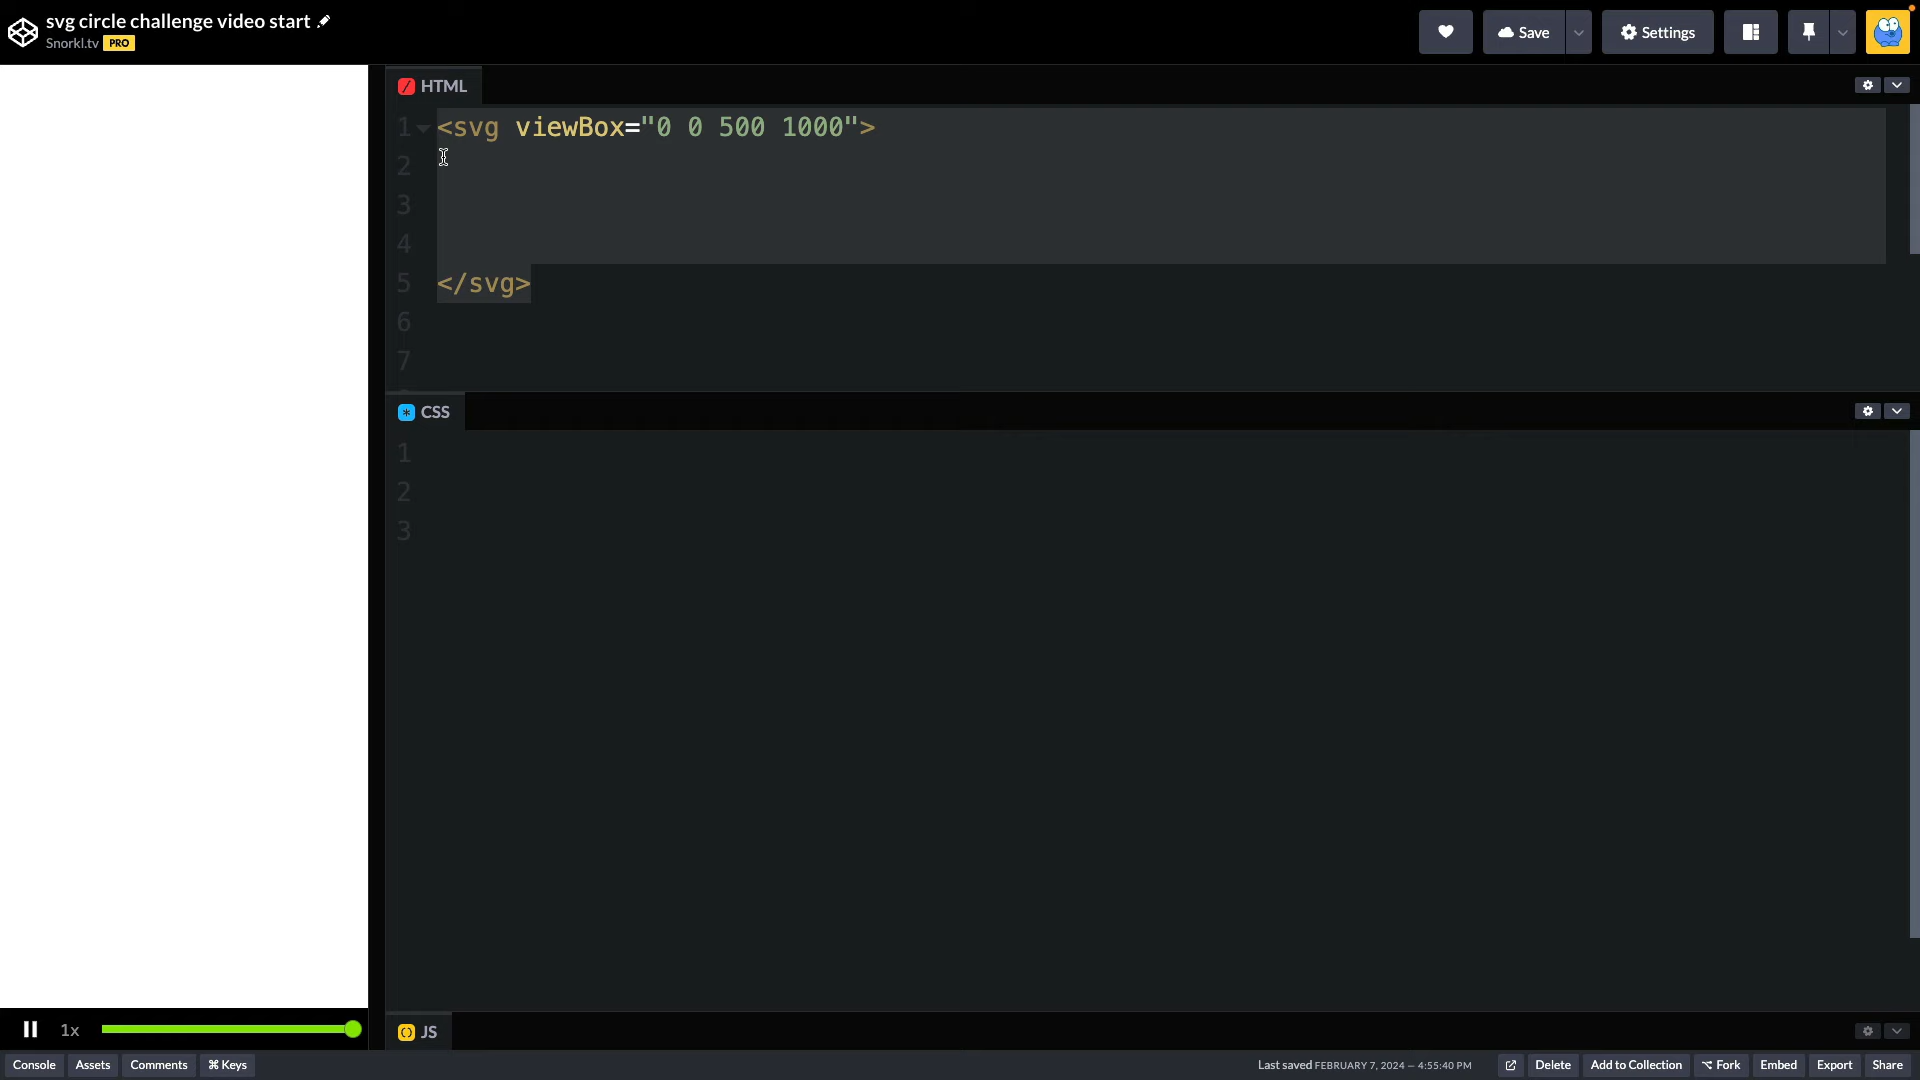 svg circle challenge video start
Snorkl.tv PRO
Save
Settings
HTML
1 <svg viewBox="0 0 500 1000">
2
3
4
5 </svg>
6
7
CSS
1
2
3
1x
JS
Console Assets Comments ⌘ Keys Last saved FEBRUARY 7, 2024 — 4:55:40 PM Delete Add to Collection Fork Embed Export Share